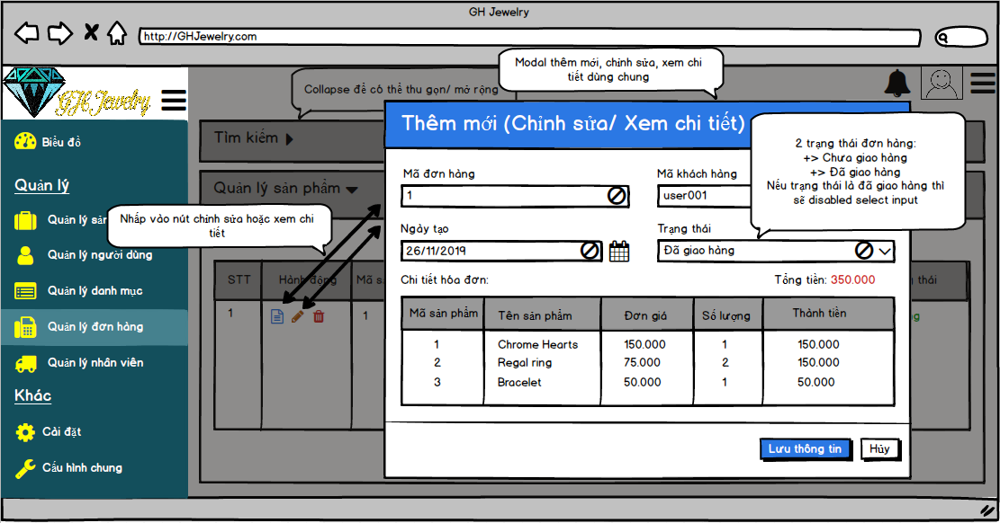 GH Jewelry
http://GHJewelry.com
GH Jewelry
Modal thêm mới, chỉnh sửa, xem chi
tiết dùng chung
Collapse để có thể thu gọn/ mở rộng
Thêm mới (Chỉnh sửa/ Xem chi tiết)
2 trạng thái đơn hàng:
+> Chưa giao hàng
+> Đã giao hàng
Nếu trạng thái là đã giao hàng thì
sẽ disabled select input
Biểu đồ
Quản lý
Quản lý sả
Quản lý người dùng
Quản lý danh mục
Quản lý đơn hàng
Quản lý nhân viên
Khác
Cài đặt
Cấu hình chung
Tìm kiếm
Quản lý sản phẩm
Nhấp vào nút chỉnh sửa hoặc xem chi
tiết
STT Hành động Mã s thái
1 1 g
Mã đơn hàng Mã khách hàng
1 user001
Ngày tạo Trạng thái
26/11/2019 Đã giao hàng
Chi tiết hóa đơn: Tổng tiền: 350.000
Mã sản phẩm Tên sản phẩm Đơn giá Số lượng Thành tiền
1 Chrome Hearts 150.000 1 150.000
2 Regal ring 75.000 2 150.000
3 Bracelet 50.000 1 50.000
Lưu thông tin Hủy